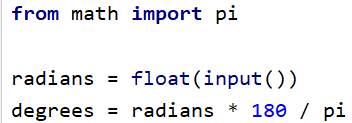 from math import pi
radians = float(input())
degrees = radians * 180 / pi